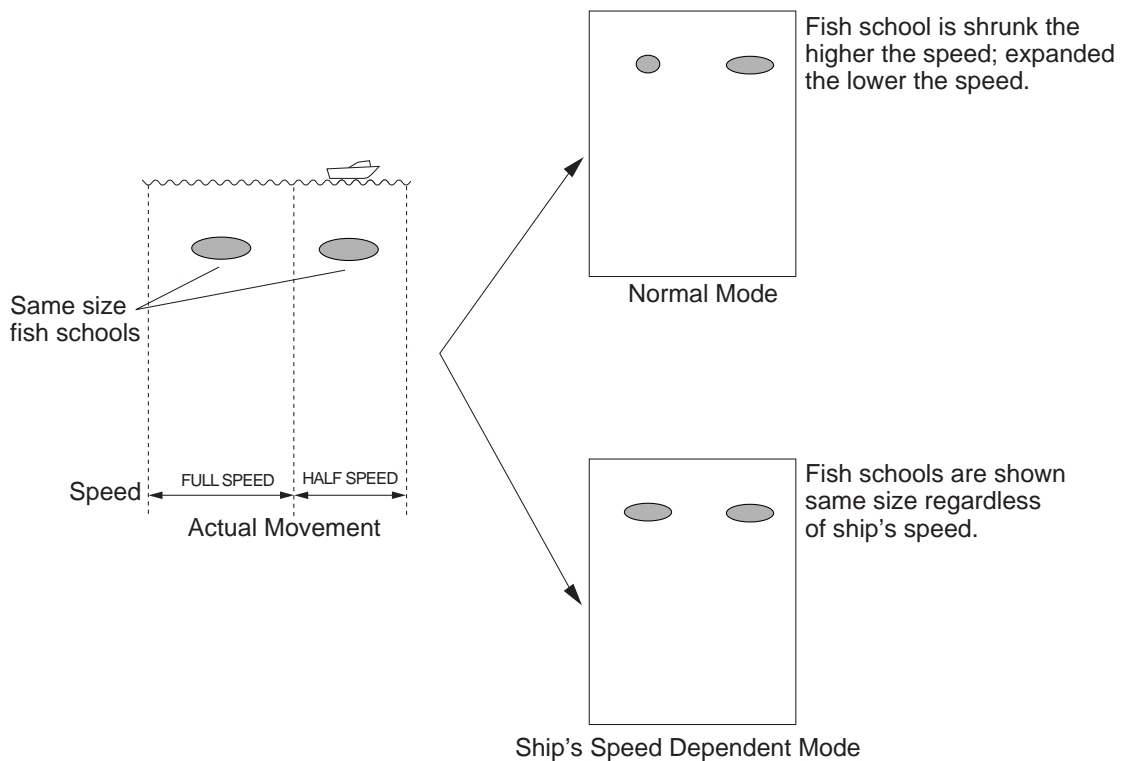 Fish school is shrunk the
higher the speed; expanded
the lower the speed.
Normal Mode
Same size
fish schools
Speed
FULL SPEED
HALF SPEED
Actual Movement
Fish schools are shown
same size regardless
of ship's speed.
Ship's Speed Dependent Mode